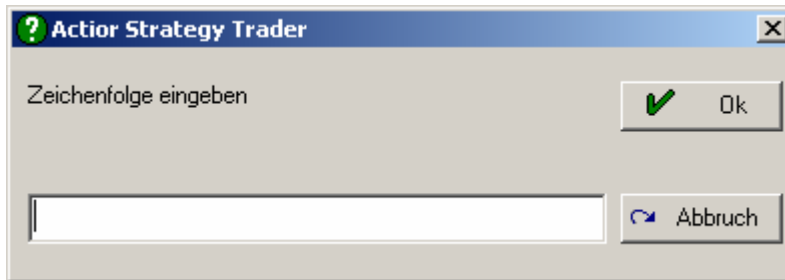 Actior Strategy Trader
Zeichenfolge eingeben
Ok
Abbruch